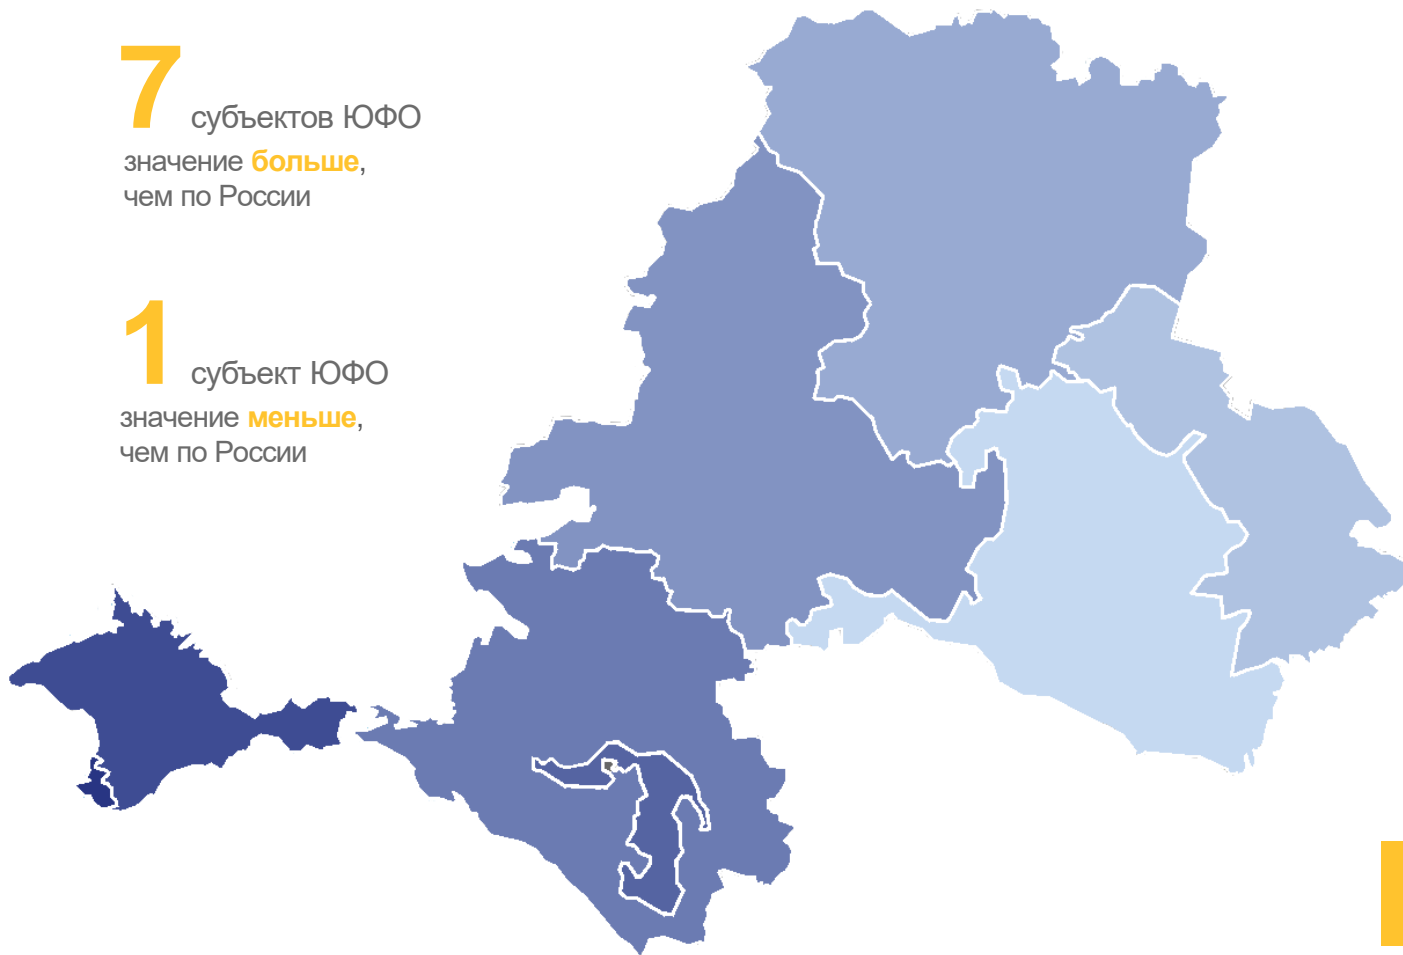 7 субъектов ЮФО
значение больше,
чем по России
1 субъект ЮФО
значение меньше,
чем по России